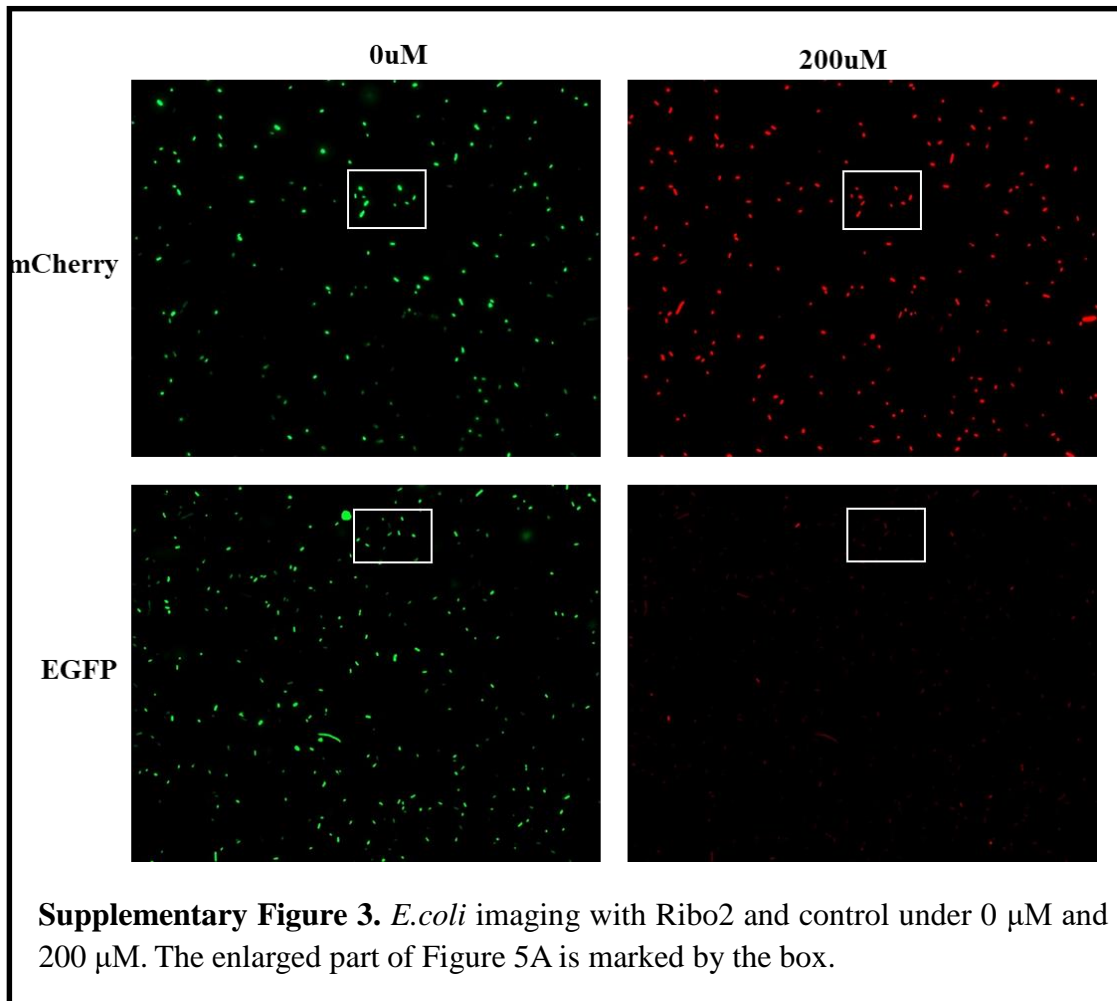 0uM
200uM
mCherry
EGFP
Supplementary Figure 3. E.coli imaging with Ribo2 and control under 0 μM and
200 μM. The enlarged part of Figure 5A is marked by the box.